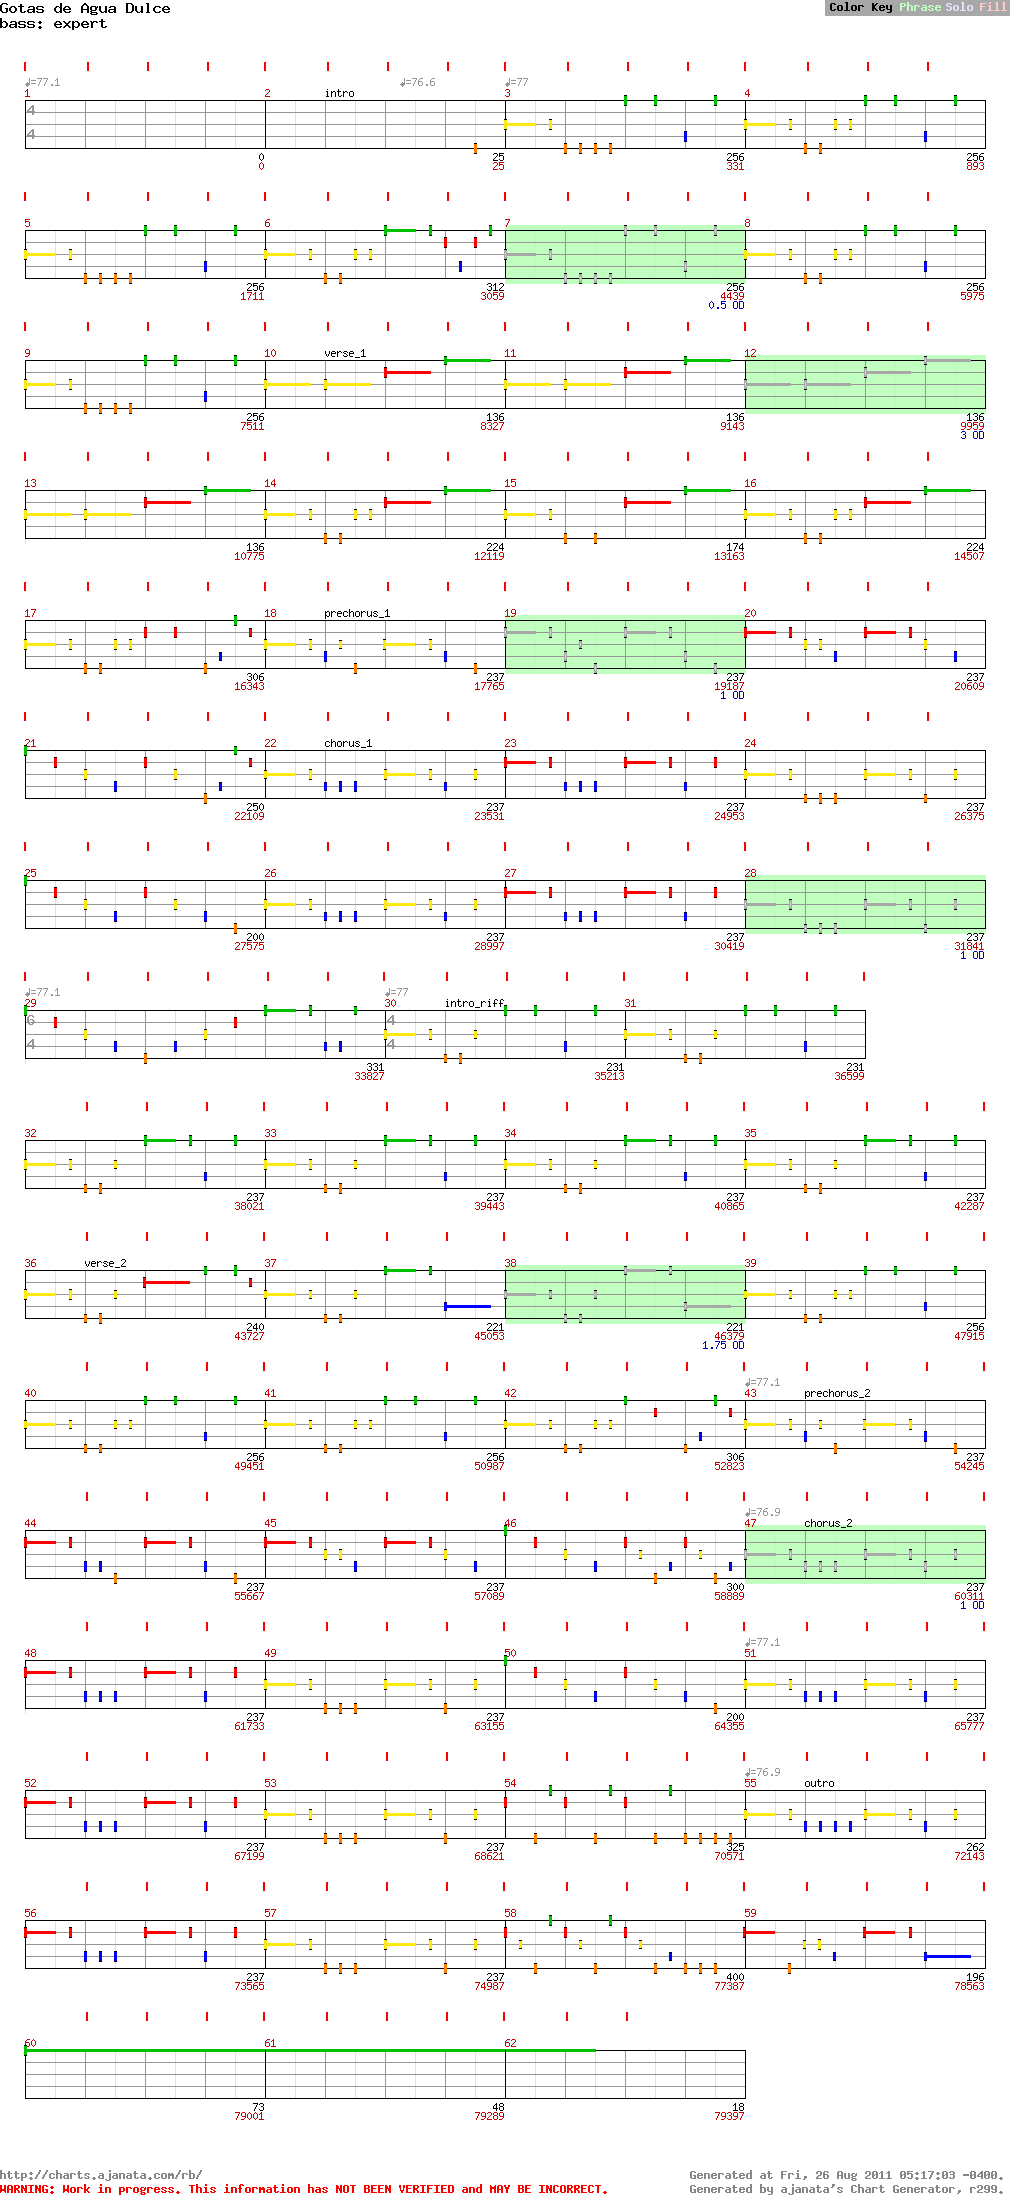 Gotas de Agua Dulce
bass: expert
Color Key Phrase Solo Fill
♩=77.1 ♩=76.6 ♩=77
1 2 intro 3 4
4
4
0 25 256 256
0 25 331 893
5 6 7 8
256 312 256 256
1711 3059 4439 5975
0.5 OD
9 10 verse_1 11 12
256 136 136 136
7511 8327 9143 9959
3 OD
13 14 15 16
136 224 174 224
10775 12119 13163 14507
17 18 prechorus_1 19 20
306 237 237 237
16343 17765 19187 20609
1 OD
21 22 chorus_1 23 24
250 237 237 237
22109 23531 24953 26375
25 26 27 28
200 237 237 237
27575 28997 30419 31841
1 OD
♩=77.1 ♩=77
29 30 intro_riff 31
6 4
4 4
331 231 231
33827 35213 36599
32 33 34 35
237 237 237 237
38021 39443 40865 42287
36 verse_2 37 38 39
240 221 221 256
43727 45053 46379 47915
1.75 OD
♩=77.1
40 41 42 43 prechorus_2
256 256 306 237
49451 50987 52823 54245
♩=76.9
44 45 46 47 chorus_2
237 237 300 237
55667 57089 58889 60311
1 OD
♩=77.1
48 49 50 51
237 237 200 237
61733 63155 64355 65777
♩=76.9
52 53 54 55 outro
237 237 325 262
67199 68621 70571 72143
56 57 58 59
237 237 400 196
73565 74987 77387 78563
60 61 62
73 48 18
79001 79289 79397
http://charts.ajanata.com/rb/ Generated at Fri, 26 Aug 2011 05:17:03 -0400.
WARNING: Work in progress. This information has NOT BEEN VERIFIED and MAY BE INCORRECT. Generated by ajanata's Chart Generator, r299.